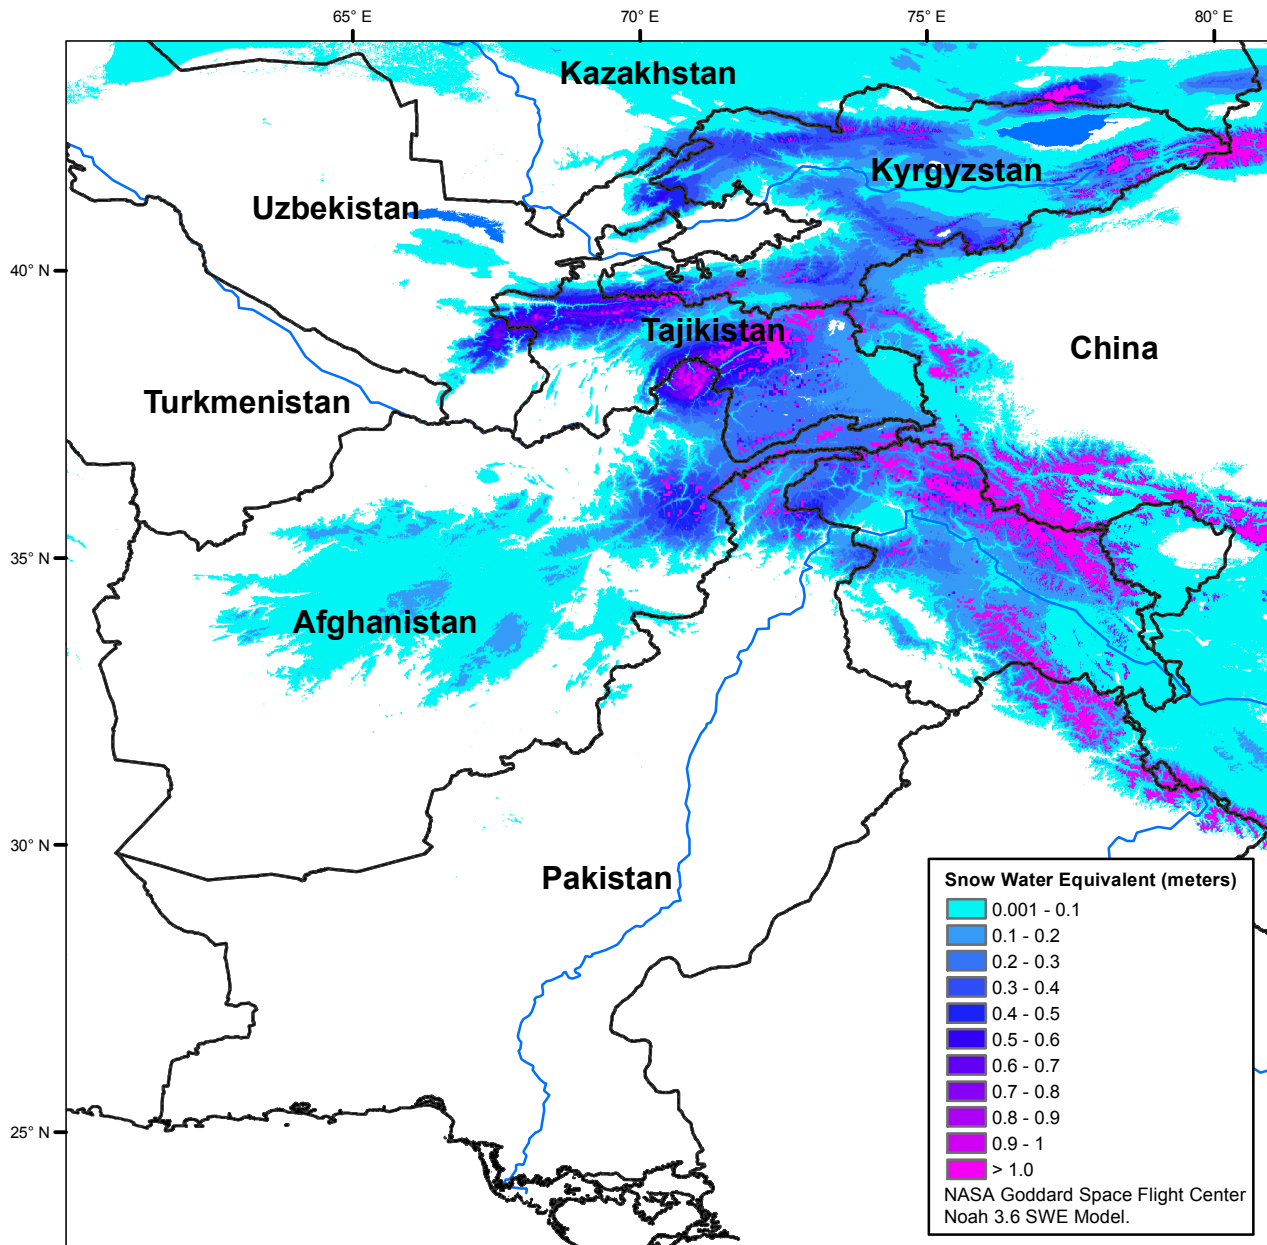 65° E
70° E
75° E
80° E
Kazakhstan
Kyrgyzstan
Uzbekistan
40° N
Tajikistan
China
Turkmenistan
35° N
Afghanistan
30° N
Pakistan
25° N
Snow Water Equivalent (meters)
0.001 - 0.1
0.1 - 0.2
0.2 - 0.3
0.3 - 0.4
0.4 - 0.5
0.5 - 0.6
0.6 - 0.7
0.7 - 0.8
0.8 - 0.9
0.9 - 1
> 1.0
NASA Goddard Space Flight Center
Noah 3.6 SWE Model.